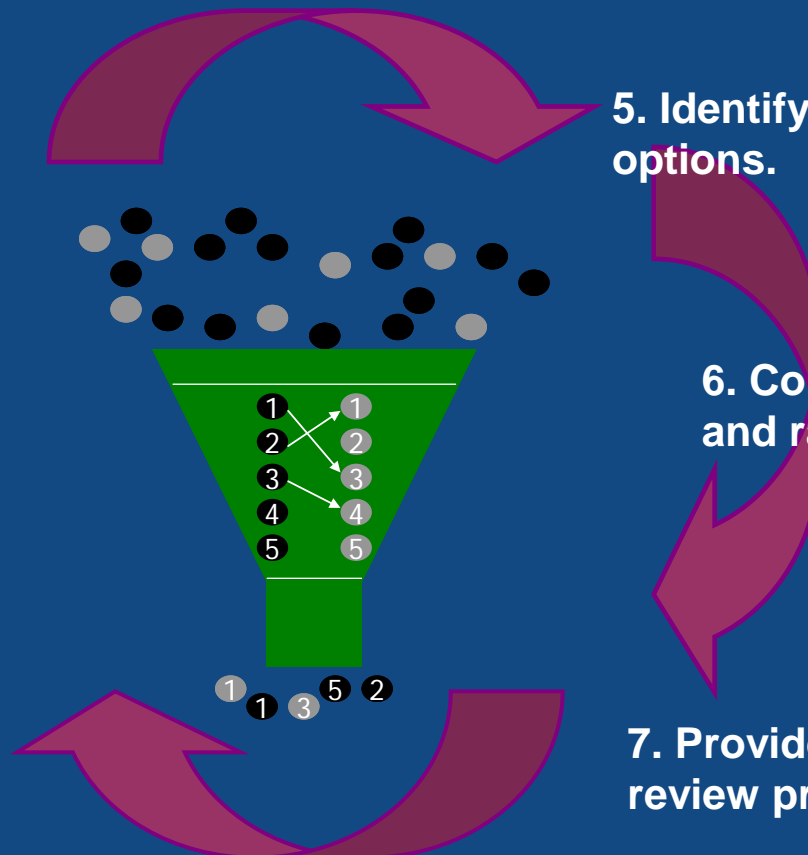 5. Identify
options.
1 1
2 2
6. Co
and ra
3 3
4 4
5 5
1 1 3 5 2
7. Provide
review pr